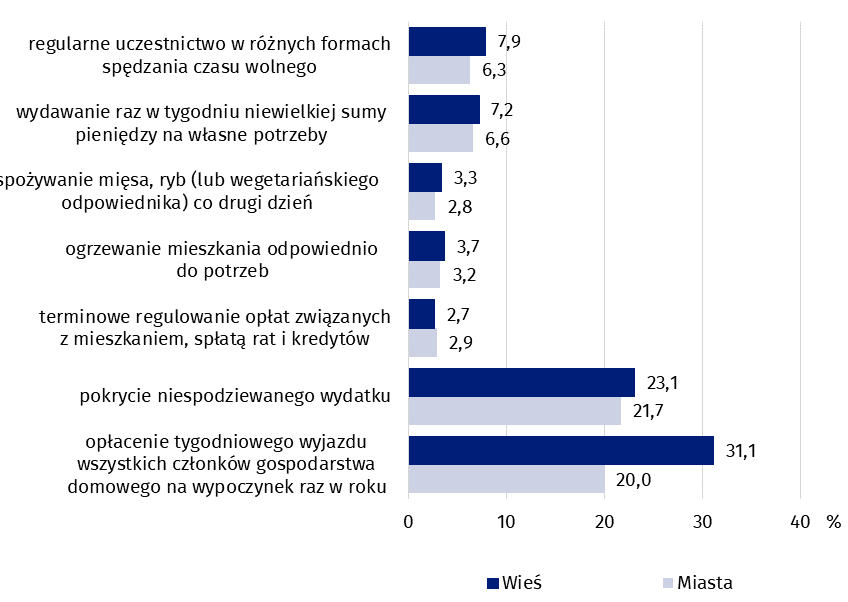 regularne uczestnictwo w różnych formach
spędzania czasu wolnego
7,9
6,3
wydawanie raz w tygodniu niewielkiej sumy
pieniędzy na własne potrzeby
7,2
6,6
spożywanie mięsa, ryb (lub wegetariańskiego
odpowiednika) co drugi dzień
3,3
2,8
ogrzewanie mieszkania odpowiednio
do potrzeb
3,7
3,2
terminowe regulowanie opłat związanych
z mieszkaniem, spłatą rat i kredytów
2,7
2,9
pokrycie niespodziewanego wydatku
23,1
21,7
opłacenie tygodniowego wyjazdu
wszystkich członków gospodarstwa
domowego na wypoczynek raz w roku
31,1
20,0
0 10 20 30 40 %
Wieś Miasta